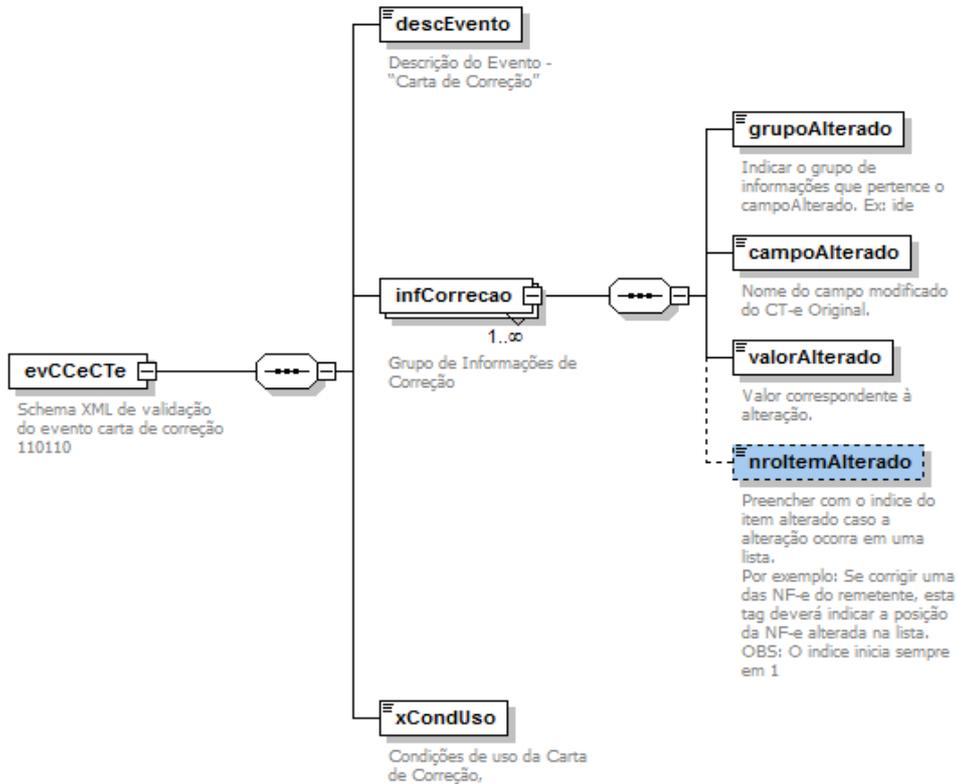 descEvento
Descrição do Evento -
"Carta de Correção"
grupoAlterado
Indicar o grupo de
informações que pertence o
campoAlterado. Ex: ide
campoAlterado
Nome do campo modificado
do CT-e Original.
infCorrecao
1..∞
Grupo de Informações de
Correção
valorAlterado
Valor correspondente à
alteração.
evCCeCTe
Schema XML de validação
do evento carta de correção
110110
nroItemAlterado
Preencher com o indice do
item alterado caso a
alteração ocorra em uma
lista.
Por exemplo: Se corrigir uma
das NF-e do remetente, esta
tag deverá indicar a posição
da NF-e alterada na lista.
OBS: O indice inicia sempre
em 1
xCondUso
Condições de uso da Carta
de Correção,